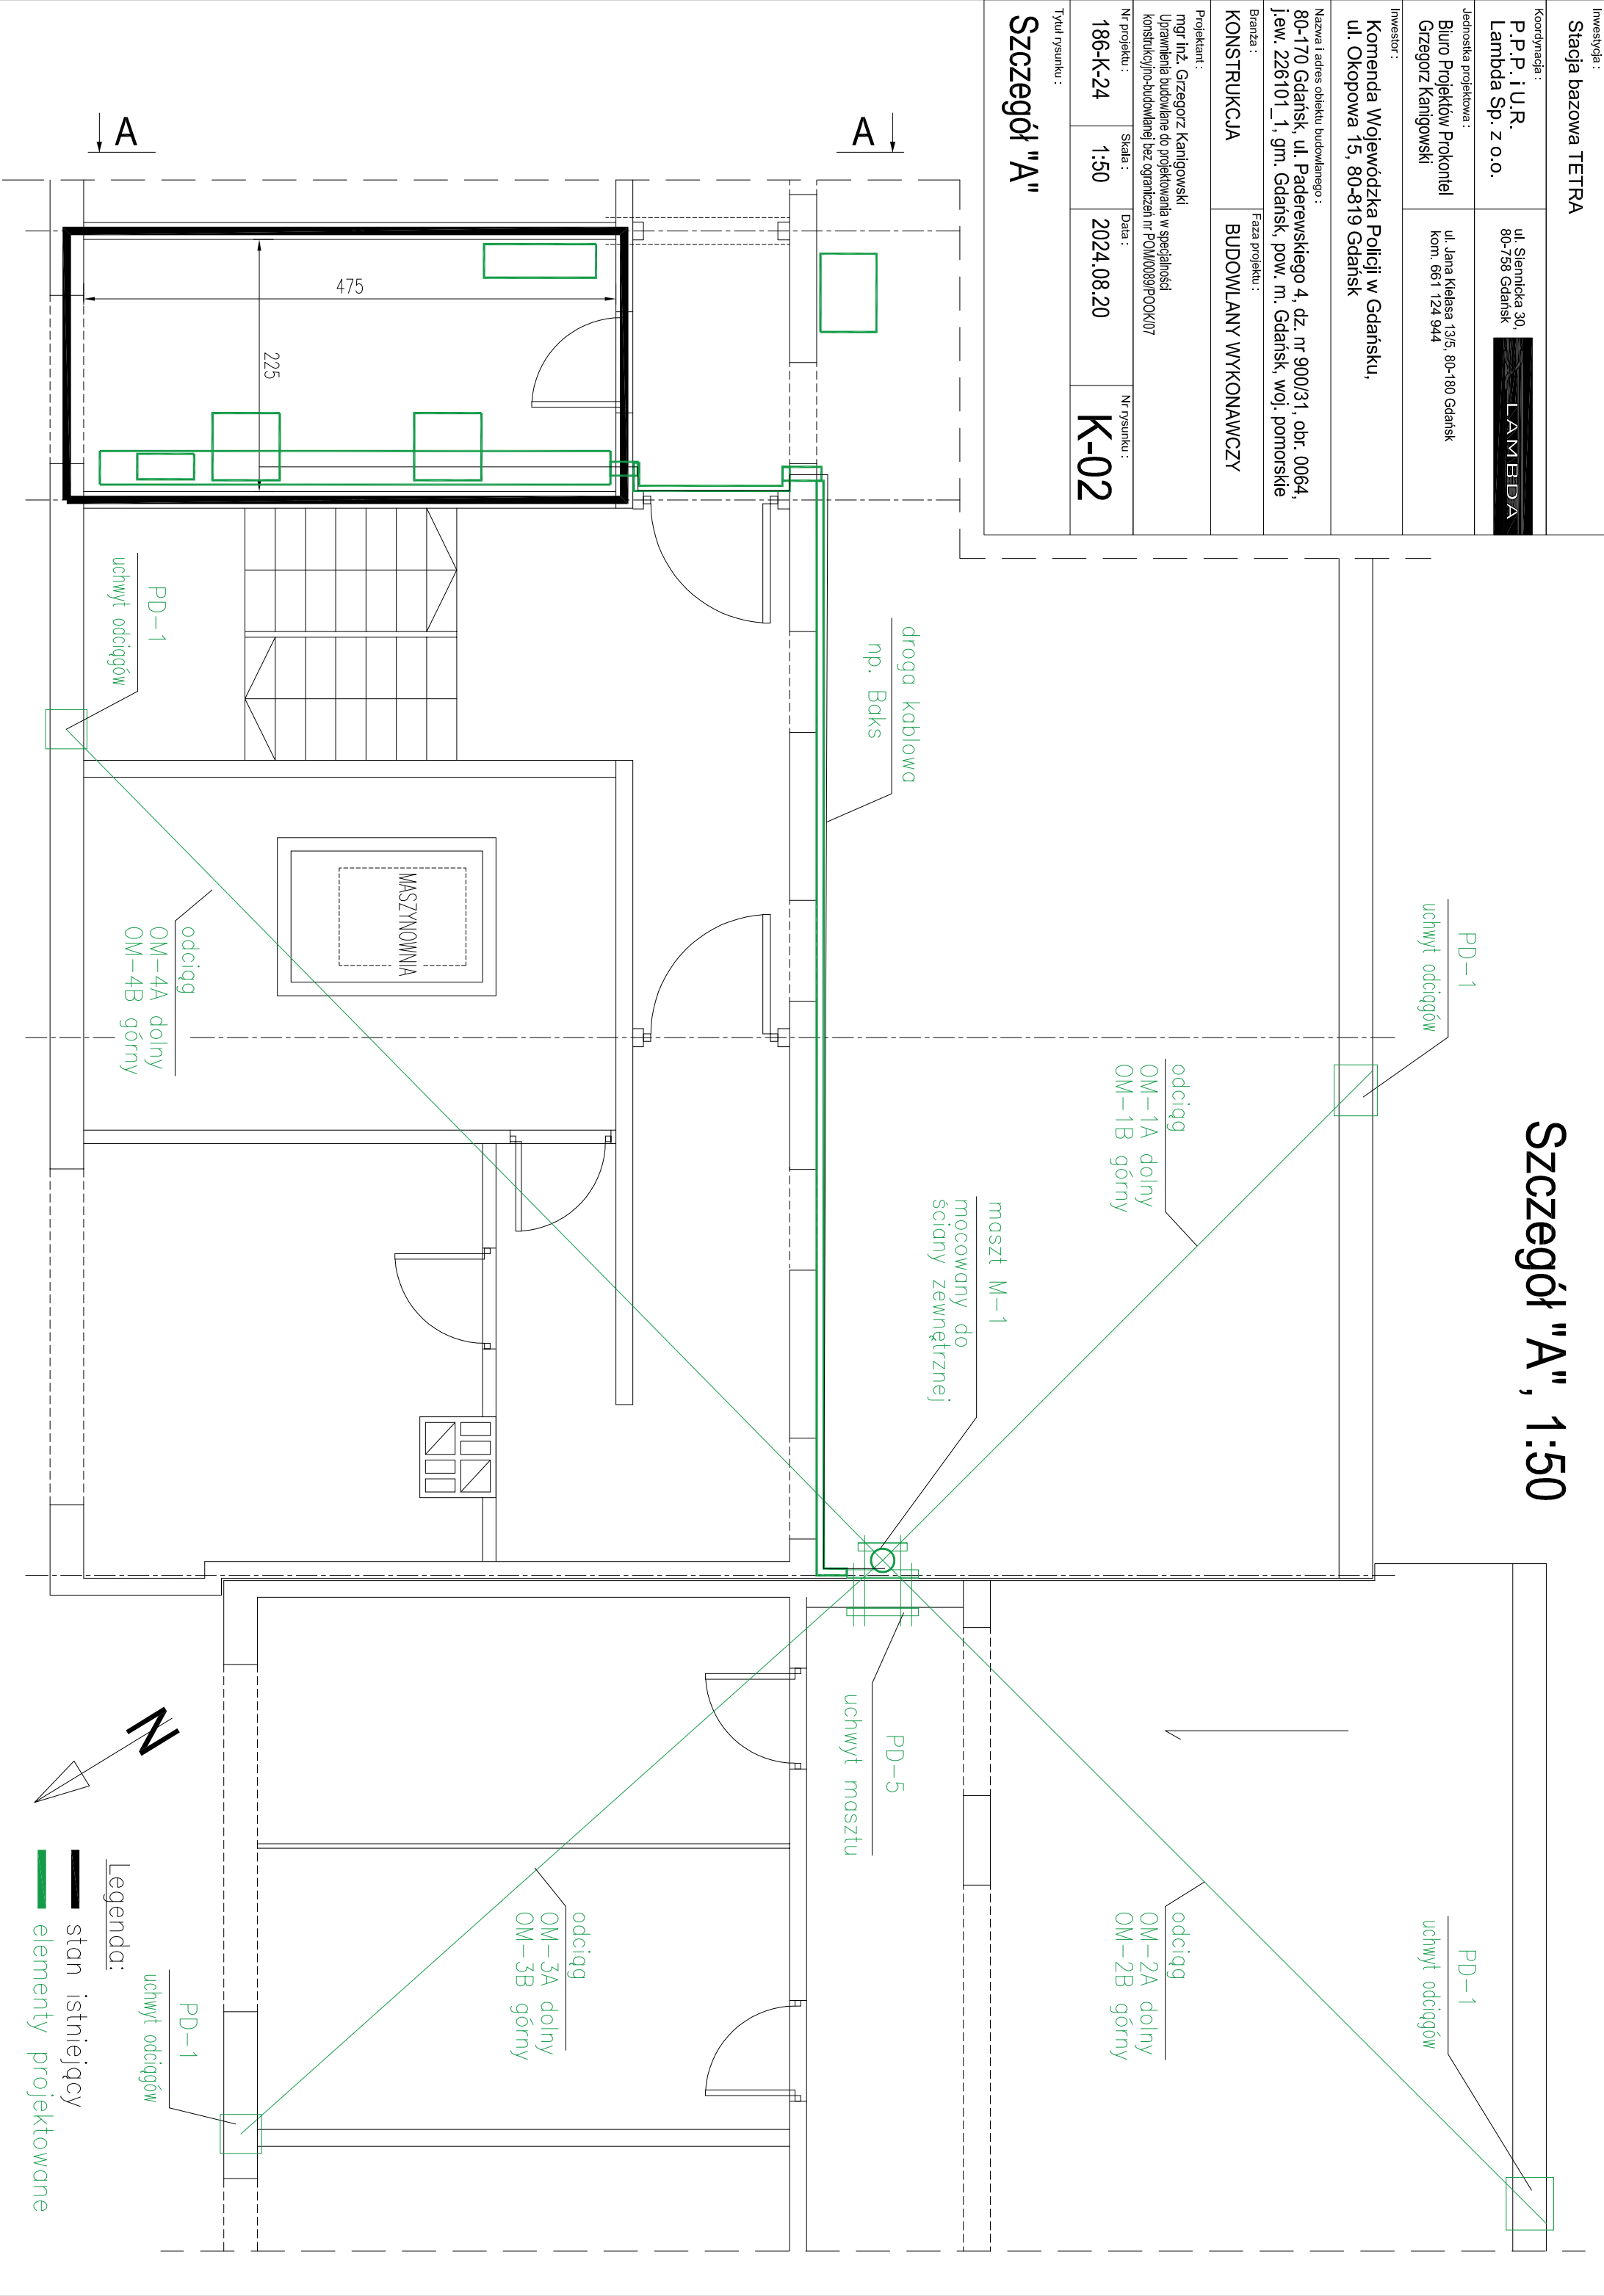 Szczegół "A", 1:50
PD-1
uchwyt odciągów
PD-1
uchwyt odciągów
odciąg
OM-1A dolny
OM-1B górny
odciąg
OM-2A dolny
OM-2B górny
maszt M-1
mocowany do
ściany zewnętrznej
droga kablowa
np. Baks
PD-5
uchwyt masztu
A
A
475
225
MASZYNOWNIA
odciąg
OM-3A dolny
OM-3B górny
odciąg
OM-4A dolny
OM-4B górny
PD-1
uchwyt odciągów
PD-1
uchwyt odciągów
N
Legenda:
stan istniejący
elementy projektowane
Inwestycja :
Stacja bazowa TETRA
Koordynacja :
P.P.P. i U.R.
Lambda Sp. z o.o.
ul. Siennicka 30,
80-758 Gdańsk
LAMBDA
Jednostka projektowa :
Biuro Projektów Prokontel
Grzegorz Kanigowski
ul. Jana Kielasa 13/5, 80-180 Gdańsk
kom. 661 124 944
Inwestor :
Komenda Wojewódzka Policji w Gdańsku,
ul. Okopowa 15, 80-819 Gdańsk
Nazwa i adres obiektu budowlanego :
80-170 Gdańsk, ul. Paderewskiego 4, dz. nr 900/31, obr. 0064,
j.ew. 226101_1, gm. Gdańsk, pow. m. Gdańsk, woj. pomorskie
Branża :
KONSTRUKCJA
Faza projektu :
BUDOWLANY WYKONAWCZY
Projektant :
mgr inż. Grzegorz Kanigowski
Uprawnienia budowlane do projektowania w specjalności
konstrukcyjno-budowlanej bez ograniczeń nr POM/0089/POOK/07
Nr projektu :
186-K-24
Skala :
1:50
Data :
2024.08.20
Nr rysunku :
K-02
Tytuł rysunku :
Szczegół "A"